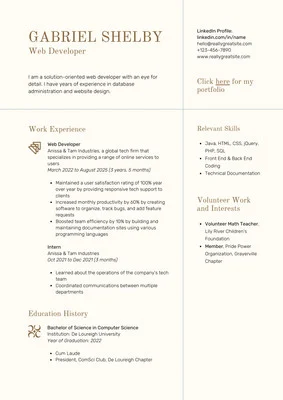 GABRIEL SHELBY
Web Developer
I am a solution-oriented web developer with an eye for
detail. I have years of experience in database
administration and website design.
LinkedIn Profile:
linkedin.com/in/name
hello@reallygreatsite.com
+123-456-7890
www.reallygreatsite.com
Click here for my
portfolio
Work Experience
Web Developer
Anissa & Tam Industries, a global tech firm that
specializes in providing a range of online services to
users
March 2022 to August 2025 (3 years, 5 months)
Maintained a user satisfaction rating of 100% year
over year by providing responsive tech support to
clients
Increased monthly productivity by 60% by creating
software to organize, track bugs, and add feature
requests
Boosted team efficiency by 10% by building and
maintaining documentation sites using various
programming languages
Intern
Anissa & Tam Industries
Oct 2021 to Dec 2021 (3 months)
Learned about the operations of the company's tech
team
Coordinated communications between multiple
departments
Education History
Bachelor of Science in Computer Science
Institution: De Loureigh University
Year of Graduation: 2022
Cum Laude
President, ComSci Club, De Loureigh Chapter
Relevant Skills
Java, HTML, CSS, jQuery,
PHP, SQL
Front End & Back End
Coding
Technical Documentation
Volunteer Work
and Interests
Volunteer Math Teacher,
Lily River Children's
Foundation
Member, Pride Power
Organization, Grayerville
Chapter